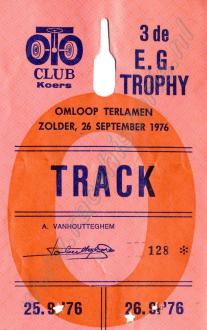 CLUB
Koers
3 de
E. G.
TROPHY
OMLOOP TERLAMEN
ZOLDER, 26 SEPTEMBER 1976
TRACK
A. VANHOUTTEGHEM
128 *
25.9.'76
26.9.'76